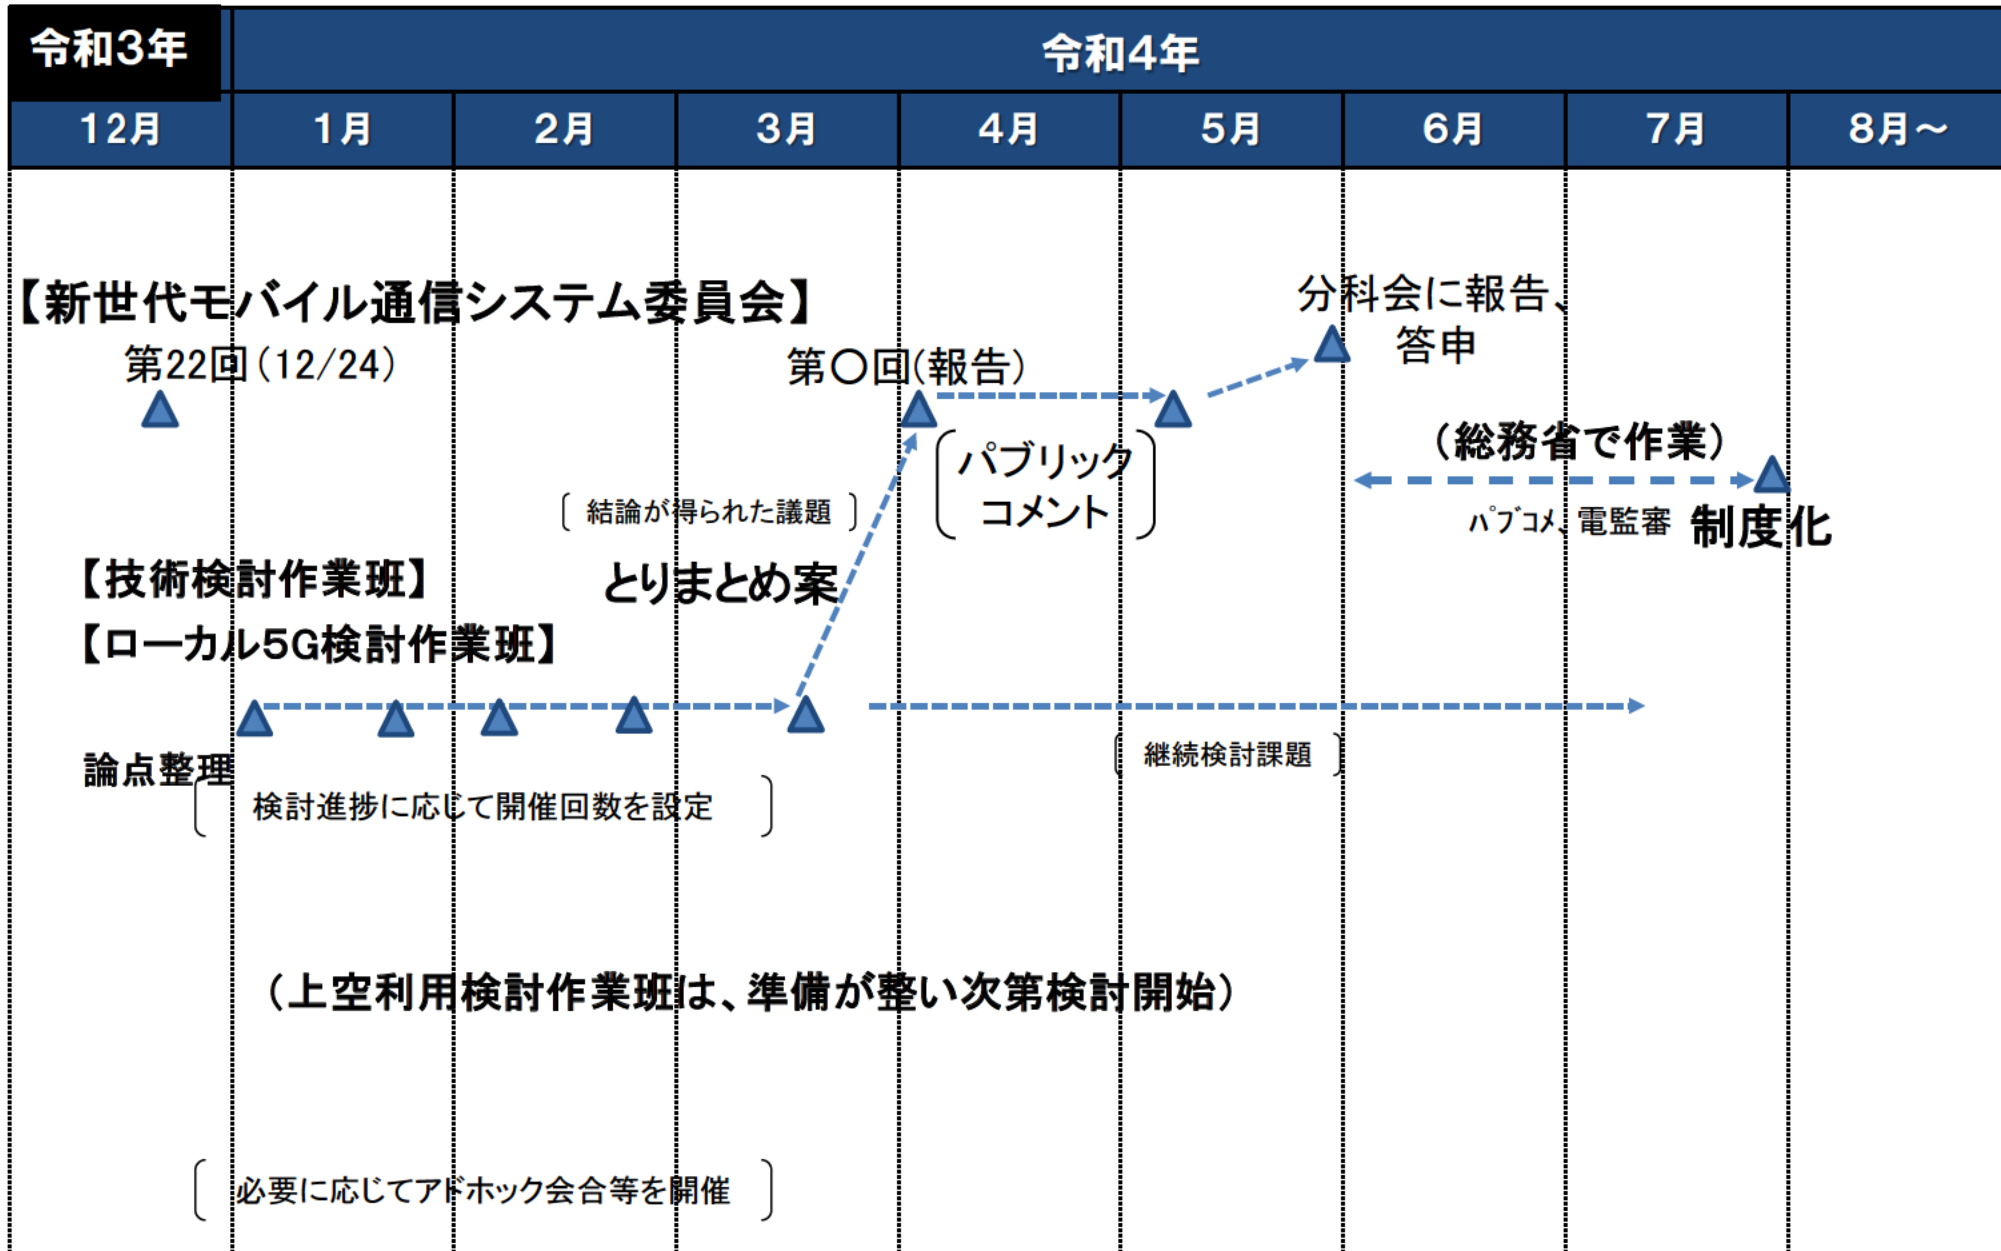 令和3年
令和4年
12月 1月 2月 3月 4月 5月 6月 7月 8月～
【新世代モバイル通信システム委員会】
第22回(12/24)
第〇回(報告)
分科会に報告、
答申
(総務省で作業)
パブコメ、電監審
制度化
パブリック
コメント
結論が得られた議題
とりまとめ案
【技術検討作業班】
【ローカル5G検討作業班】
論点整理
検討進捗に応じて開催回数を設定
継続検討課題
(上空利用検討作業班は、準備が整い次第検討開始)
必要に応じてアドホック会合等を開催